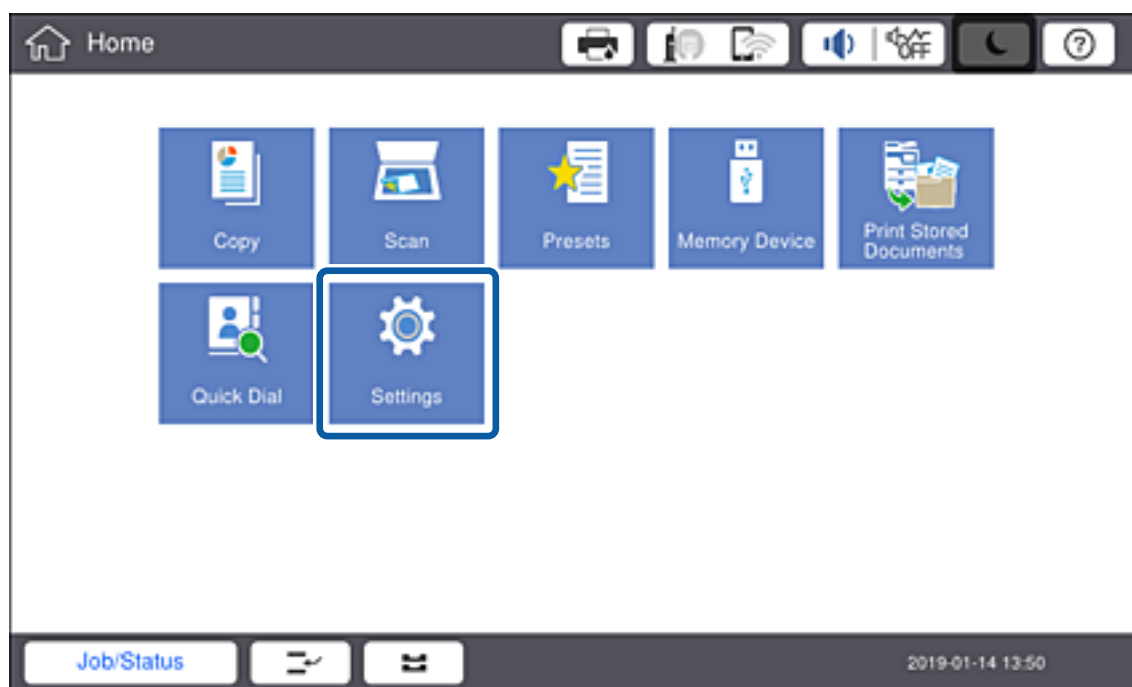 Home
OFF
Copy
Scan
Presets
Memory Device
Print Stored
Documents
Quick Dial
Settings
Job/Status
2019-01-14 13:50